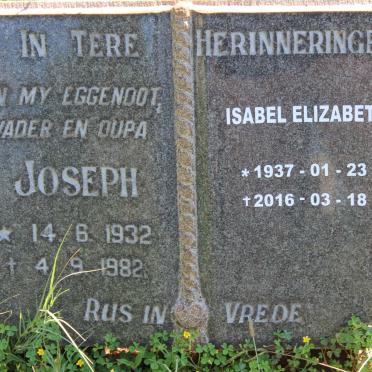 IN TERE HERINNERINGE
N MY EGGENOOT,
VADER EN OUPA
JOSEPH
★ 14.6.1932
† 4.9.1982.
ISABEL ELIZABET
* 1937 - 01 - 23
† 2016 - 03 - 18
RUS IN VREDE